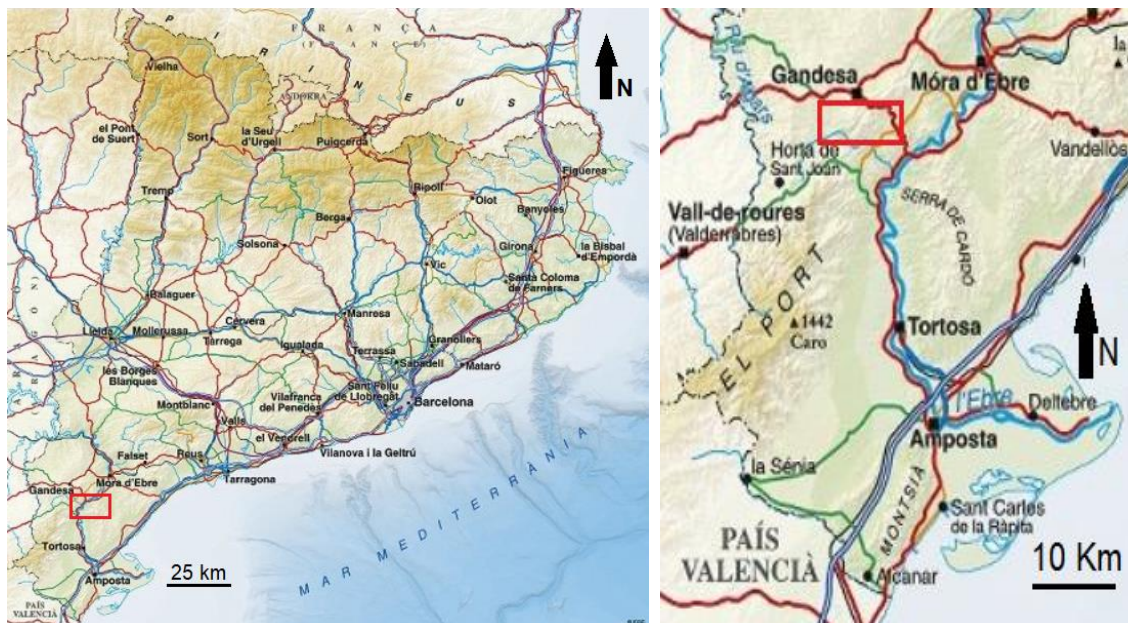 P I R I N E U S
F R A N Ç A
( F R A N C E )
N
Vielha
ANDORRA
el Pont
de Suert
Sort
la Seu
d'Urgell
Puigcerdà
Figueres
Tremp
Ripoll
Olot
Banyoles
Berga
Solsona
Girona
la Bisbal
d'Empordà
Vic
Santa Coloma
de Farners
Balaguer
Manresa
Cervera
Lleida
Mollerussa
Tàrrega
Igualada
Granollers
Terrassa
Sabadell
Mataró
les Borges
Blanques
Sant Feliu
de Llobregat
Montblanc
Vilafranca
del Penedès
Barcelona
Valls
el Vendrell
Vilanova i la Geltrú
Falset
Reus
Tarragona
Móra d'Ebre
Gandesa
Tortosa
25 km
Amposta
MAR MEDITERRÀNIA
PAÍS
VALENCIÀ
Gandesa
Móra d'Ebre
la
Horta de
Sant Joan
Vandellòs
SERRA DE CARDÓ
Vall-de-roures
(Valderrobres)
EL PORT
1442
Caro
Tortosa
N
l'Ebre
Deltebre
Amposta
la Sénia
MONTSIÀ
Sant Carles
de la Ràpita
PAÍS
VALENCIÀ
Alcanar
10 Km